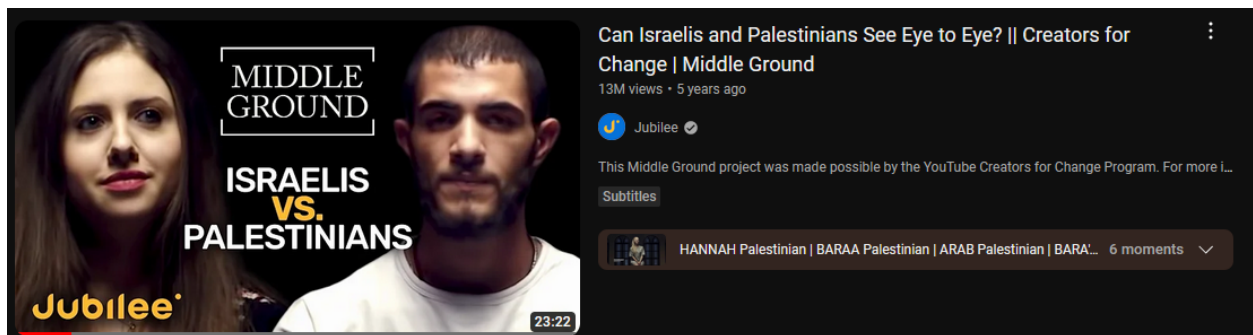 MIDDLE
GROUND
ISRAELIS
VS.
PALESTINIANS
Jubilee
23:22
Can Israelis and Palestinians See Eye to Eye? || Creators for
Change | Middle Ground
13M views • 5 years ago
Jubilee
This Middle Ground project was made possible by the YouTube Creators for Change Program. For more i...
Subtitles
HANNAH Palestinian | BARAA Palestinian | ARAB Palestinian | BARA'... 6 moments